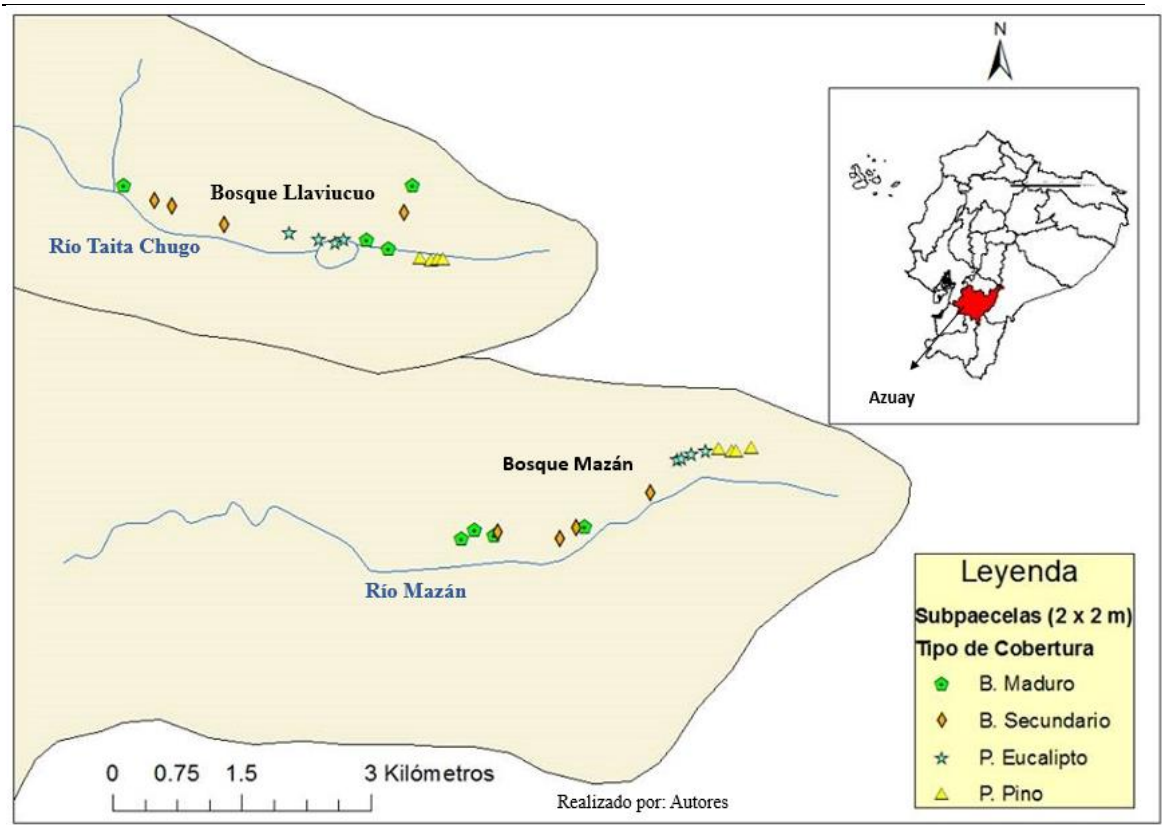 N
Bosque Llaviucuo
Río Taita Chugo
Azuay
Bosque Mazán
Río Mazán
Leyenda
Subpaecelas (2 x 2 m)
Tipo de Cobertura
B. Maduro
B. Secundario
P. Eucalipto
P. Pino
0 0.75 1.5 3 Kilómetros
Realizado por: Autores